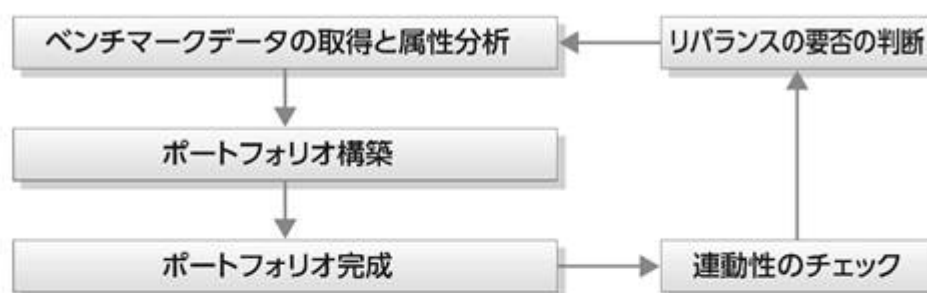 ベンチマークデータの取得と属性分析
リバランスの要否の判断
ポートフォリオ構築
ポートフォリオ完成
連動性のチェック